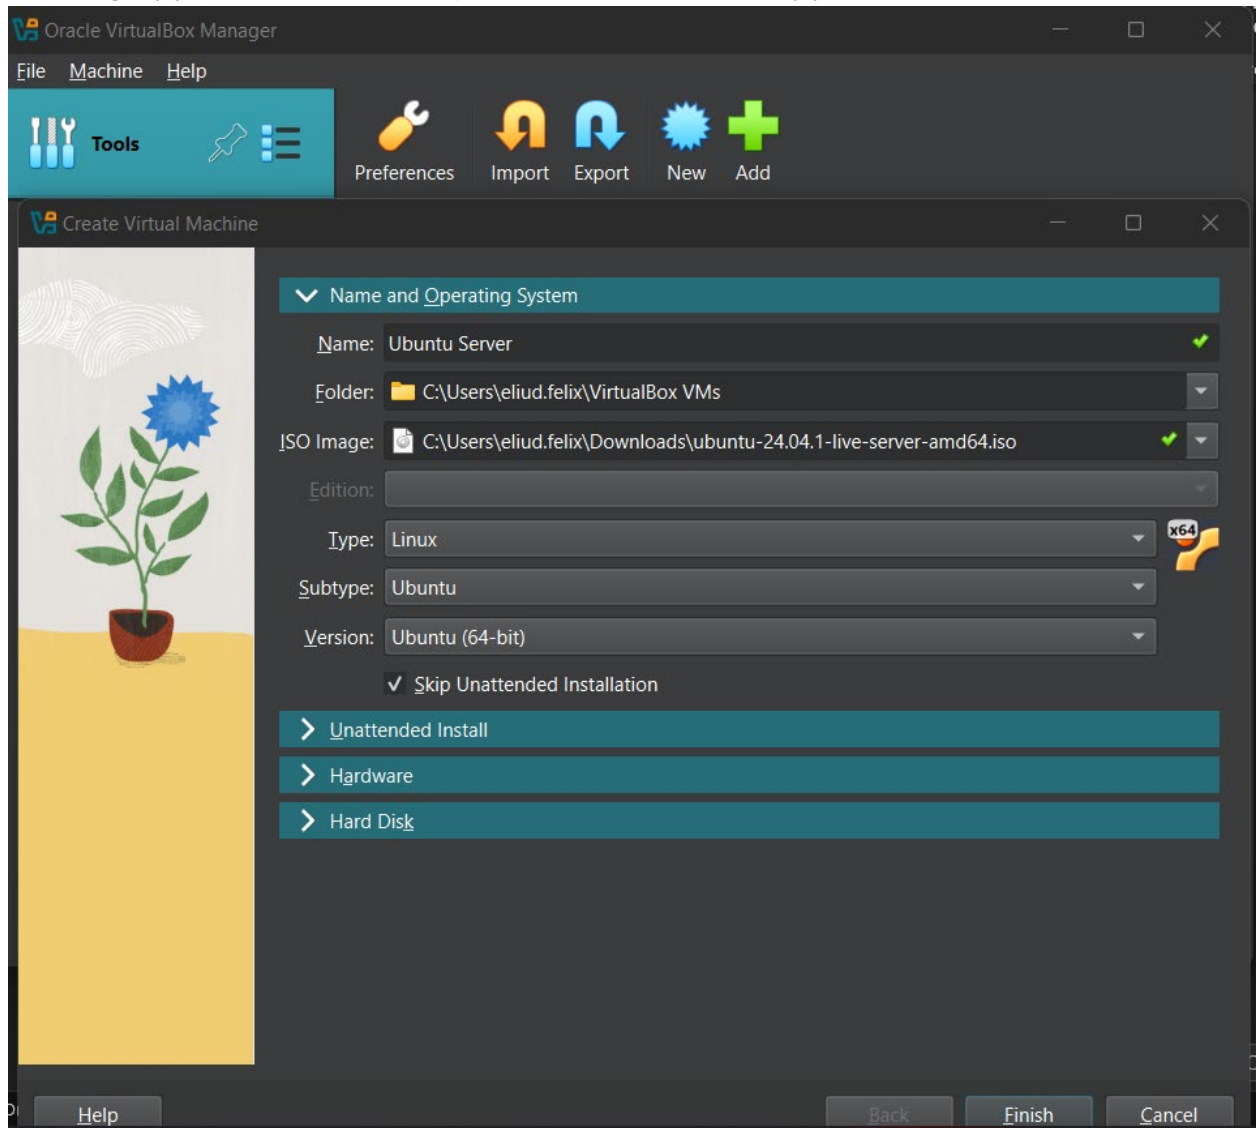 Oracle VirtualBox Manager
File Machine Help
Tools
Preferences Import Export New Add
Create Virtual Machine
Name and Operating System
Name: Ubuntu Server
Folder: C:\Users\eliud.felix\VirtualBox VMs
ISO Image: C:\Users\eliud.felix\Downloads\ubuntu-24.04.1-live-server-amd64.iso
Edition:
Type: Linux
x64
Subtype: Ubuntu
Version: Ubuntu (64-bit)
Skip Unattended Installation
Unattended Install
Hardware
Hard Disk
Help Back Finish Cancel